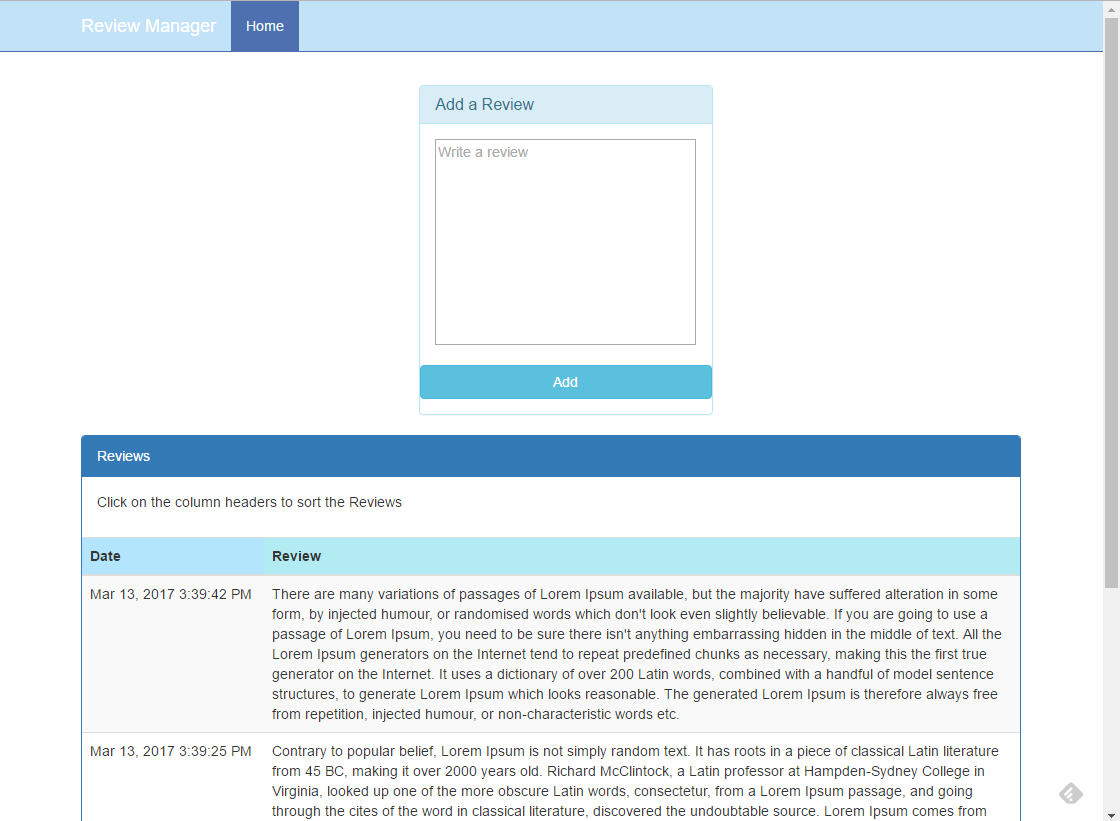 Review Manager
Home
Add a Review
Write a review
Add
Reviews
Click on the column headers to sort the Reviews
Date
Review
Mar 13, 2017 3:39:42 PM
There are many variations of passages of Lorem Ipsum available, but the majority have suffered alteration in some
form, by injected humour, or randomised words which don't look even slightly believable. If you are going to use a
passage of Lorem Ipsum, you need to be sure there isn't anything embarrassing hidden in the middle of text. All the
Lorem Ipsum generators on the Internet tend to repeat predefined chunks as necessary, making this the first true
generator on the Internet. It uses a dictionary of over 200 Latin words, combined with a handful of model sentence
structures, to generate Lorem Ipsum which looks reasonable. The generated Lorem Ipsum is therefore always free
from repetition, injected humour, or non-characteristic words etc.
Mar 13, 2017 3:39:25 PM
Contrary to popular belief, Lorem Ipsum is not simply random text. It has roots in a piece of classical Latin literature
from 45 BC, making it over 2000 years old. Richard McClintock, a Latin professor at Hampden-Sydney College in
Virginia, looked up one of the more obscure Latin words, consectetur, from a Lorem Ipsum passage, and going
through the cites of the word in classical literature, discovered the undoubtable source. Lorem Ipsum comes from